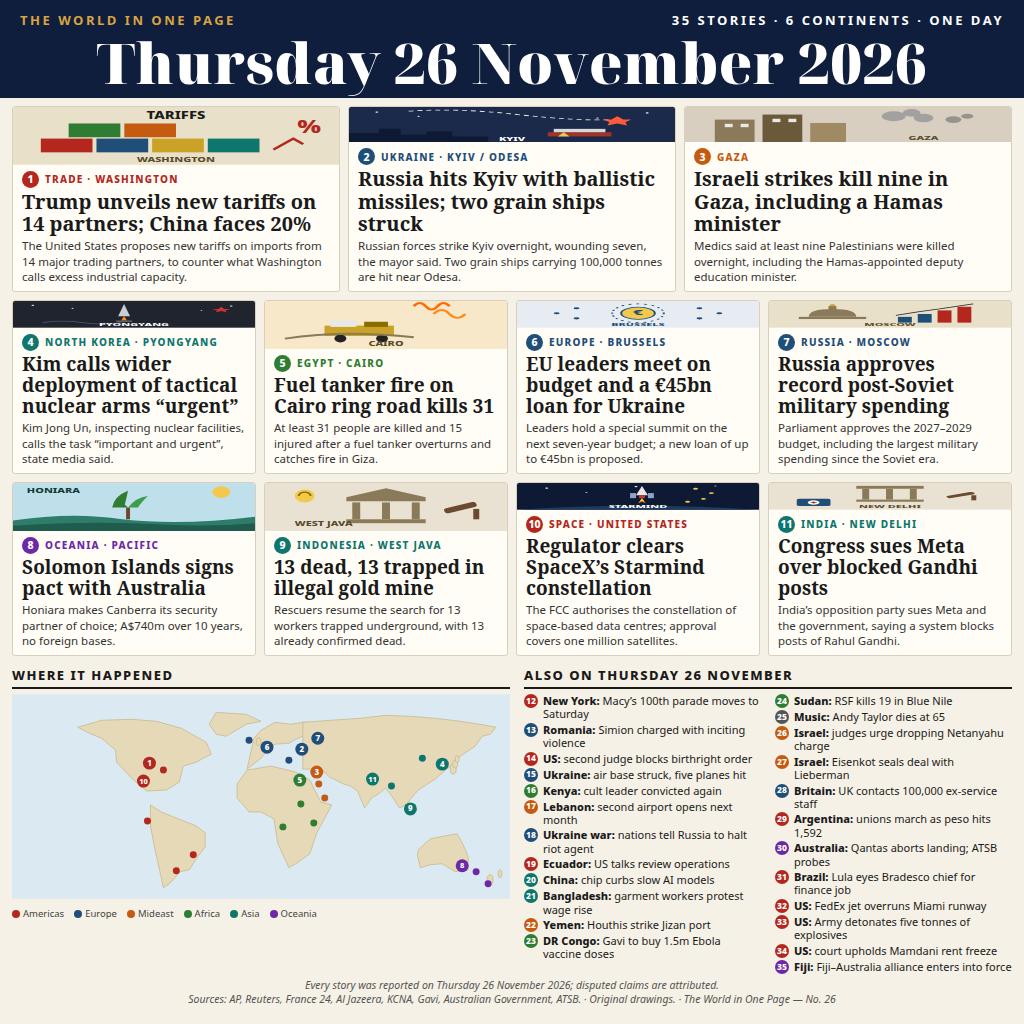 THE WORLD IN ONE PAGE
35 STORIES · 6 CONTINENTS · ONE DAY
Thursday 26 November 2026
TARIFFS
%
WASHINGTON
1 TRADE · WASHINGTON
Trump unveils new tariffs on
14 partners; China faces 20%
The United States proposes new tariffs on imports from
14 major trading partners, to counter what Washington
calls excess industrial capacity.
KYIV
2 UKRAINE · KYIV / ODESA
Russia hits Kyiv with ballistic
missiles; two grain ships
struck
Russian forces strike Kyiv overnight, wounding seven,
the mayor said. Two grain ships carrying 100,000 tonnes
are hit near Odesa.
GAZA
3 GAZA
Israeli strikes kill nine in
Gaza, including a Hamas
minister
Medics said at least nine Palestinians were killed
overnight, including the Hamas-appointed deputy
education minister.
PYONGYANG
4 NORTH KOREA · PYONGYANG
Kim calls wider
deployment of tactical
nuclear arms “urgent”
Kim Jong Un, inspecting nuclear facilities,
calls the task “important and urgent”,
state media said.
CAIRO
5 EGYPT · CAIRO
Fuel tanker fire on
Cairo ring road kills 31
At least 31 people are killed and 15
injured after a fuel tanker overturns and
catches fire in Giza.
€
BRUSSELS
6 EUROPE · BRUSSELS
EU leaders meet on
budget and a €45bn
loan for Ukraine
Leaders hold a special summit on the
next seven-year budget; a new loan of up
to €45bn is proposed.
MOSCOW
7 RUSSIA · MOSCOW
Russia approves
record post-Soviet
military spending
Parliament approves the 2027–2029
budget, including the largest military
spending since the Soviet era.
HONIARA
8 OCEANIA · PACIFIC
Solomon Islands signs
pact with Australia
Honiara makes Canberra its security
partner of choice; A$740m over 10 years,
no foreign bases.
WEST JAVA
9 INDONESIA · WEST JAVA
13 dead, 13 trapped in
illegal gold mine
Rescuers resume the search for 13
workers trapped underground, with 13
already confirmed dead.
STARMIND
10 SPACE · UNITED STATES
Regulator clears
SpaceX’s Starmind
constellation
The FCC authorises the constellation of
space-based data centres; approval
covers one million satellites.
NEW DELHI
11 INDIA · NEW DELHI
Congress sues Meta
over blocked Gandhi
posts
India’s opposition party sues Meta and
the government, saying a system blocks
posts of Rahul Gandhi.
WHERE IT HAPPENED
1
10
6
2
7
3
5
11
4
9
8
Americas Europe Mideast Africa Asia Oceania
ALSO ON THURSDAY 26 NOVEMBER
12 New York: Macy’s 100th parade moves to
Saturday
13 Romania: Simion charged with inciting
violence
14 US: second judge blocks birthright order
15 Ukraine: air base struck, five planes hit
16 Kenya: cult leader convicted again
17 Lebanon: second airport opens next
month
18 Ukraine war: nations tell Russia to halt
riot agent
19 Ecuador: US talks review operations
20 China: chip curbs slow AI models
21 Bangladesh: garment workers protest
wage rise
22 Yemen: Houthis strike Jizan port
23 DR Congo: Gavi to buy 1.5m Ebola
vaccine doses
24 Sudan: RSF kills 19 in Blue Nile
25 Music: Andy Taylor dies at 65
26 Israel: judges urge dropping Netanyahu
charge
27 Israel: Eisenkot seals deal with
Lieberman
28 Britain: UK contacts 100,000 ex-service
staff
29 Argentina: unions march as peso hits
1,592
30 Australia: Qantas aborts landing; ATSB
probes
31 Brazil: Lula eyes Bradesco chief for
finance job
32 US: FedEx jet overruns Miami runway
33 US: Army detonates five tonnes of
explosives
34 US: court upholds Mamdani rent freeze
35 Fiji: Fiji–Australia alliance enters into force
Every story was reported on Thursday 26 November 2026; disputed claims are attributed.
Sources: AP, Reuters, France 24, Al Jazeera, KCNA, Gavi, Australian Government, ATSB. · Original drawings. · The World in One Page — No. 26